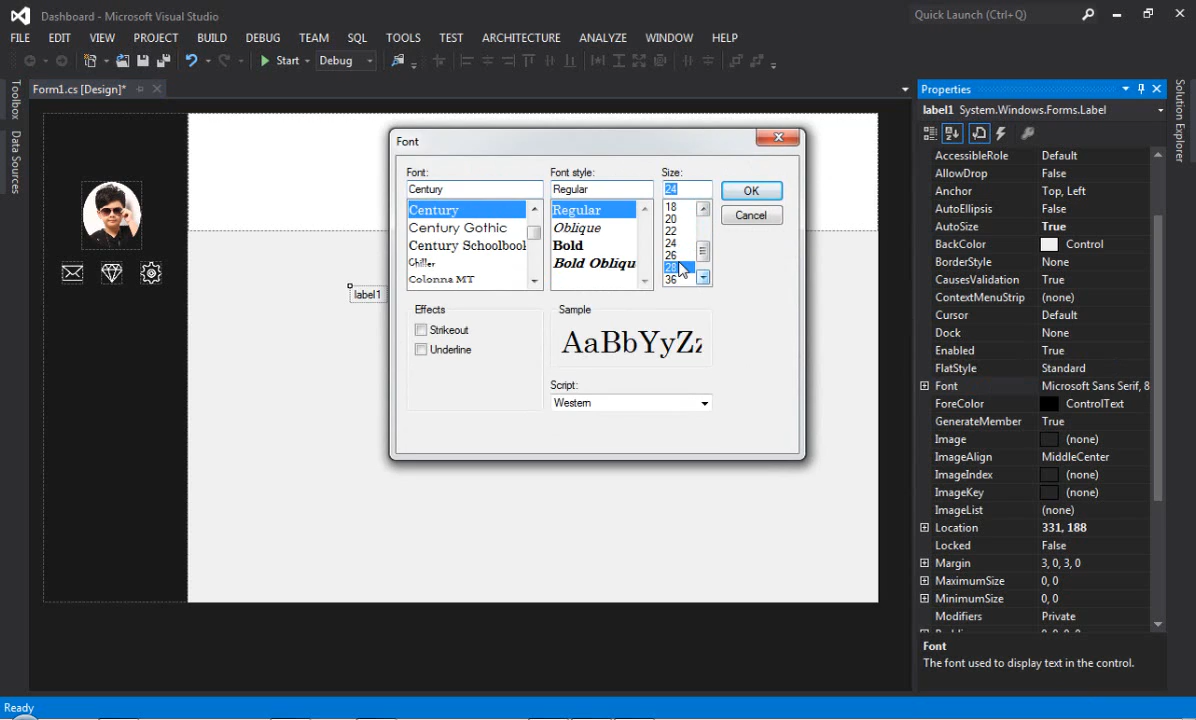 Dashboard - Microsoft Visual Studio
Quick Launch (Ctrl+Q)
FILE EDIT VIEW PROJECT BUILD DEBUG TEAM SQL TOOLS TEST ARCHITECTURE ANALYZE WINDOW HELP
Start Debug
Form1.cs [Design]*
Toolbox
Data Sources
label1
Font
Font:
Century
Century
Century Gothic
Century Schoolbook
Chiller
Colonna MT
Font style:
Regular
Regular
Oblique
Bold
Bold Obliqu
Size:
24
18
20
22
24
26
28
36
OK
Cancel
Effects
Strikeout
Underline
Sample
AaBbYyZz
Script:
Western
Properties
label1 System.Windows.Forms.Label
AccessibleRole Default
AllowDrop False
Anchor Top, Left
AutoEllipsis False
AutoSize True
BackColor Control
BorderStyle None
CausesValidation True
ContextMenuStrip (none)
Cursor Default
Dock None
Enabled True
FlatStyle Standard
Font Microsoft Sans Serif, 8
ForeColor ControlText
GenerateMember True
Image (none)
ImageAlign MiddleCenter
ImageIndex (none)
ImageKey (none)
ImageList (none)
Location 331, 188
Locked False
Margin 3, 0, 3, 0
MaximumSize 0, 0
MinimumSize 0, 0
Modifiers Private
Font
The font used to display text in the control.
Solution Explorer
Ready